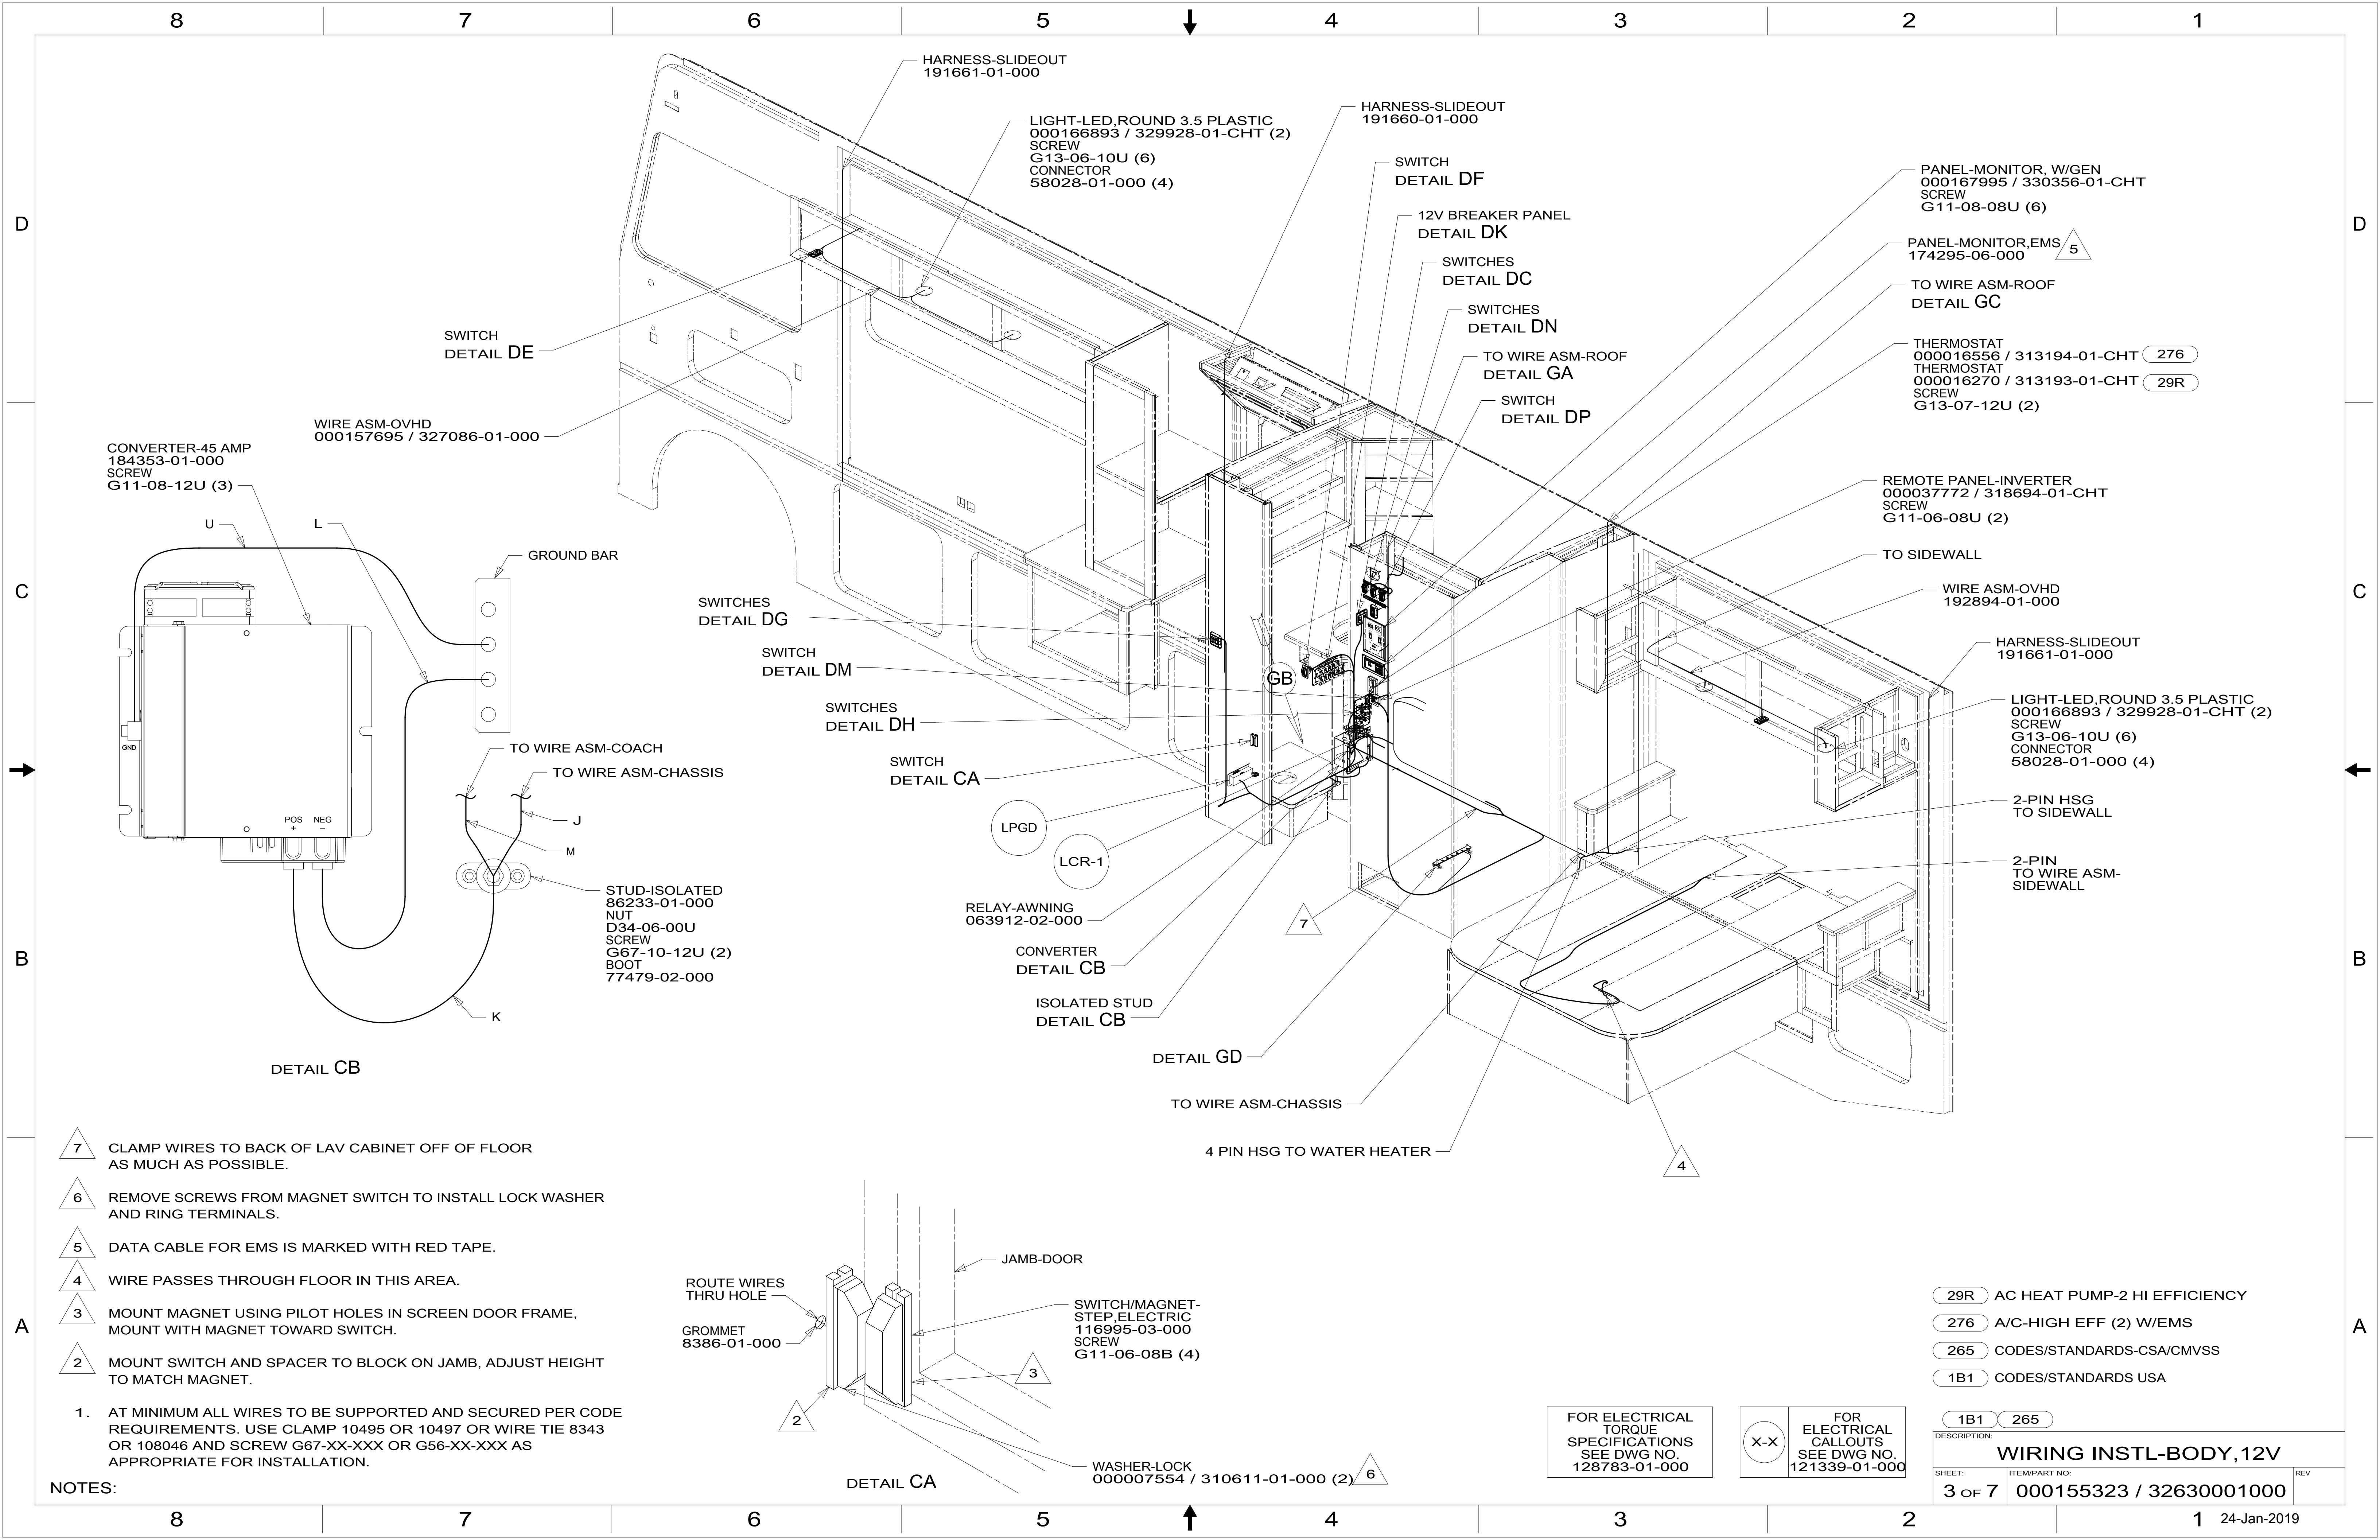 8 7 6 5 4 3 2 1
D
C
B
A
D
C
B
A
HARNESS-SLIDEOUT
191661-01-000
LIGHT-LED,ROUND 3.5 PLASTIC
000166893 / 329928-01-CHT (2)
SCREW
G13-06-10U (6)
CONNECTOR
58028-01-000 (4)
HARNESS-SLIDEOUT
191660-01-000
SWITCH
DETAIL DF
12V BREAKER PANEL
DETAIL DK
SWITCHES
DETAIL DC
SWITCHES
DETAIL DN
TO WIRE ASM-ROOF
DETAIL GA
SWITCH
DETAIL DP
PANEL-MONITOR, W/GEN
000167995 / 330356-01-CHT
SCREW
G11-08-08U (6)
PANEL-MONITOR,EMS 5
174295-06-000
TO WIRE ASM-ROOF
DETAIL GC
THERMOSTAT
000016556 / 313194-01-CHT 276
THERMOSTAT
000016270 / 313193-01-CHT 29R
SCREW
G13-07-12U (2)
REMOTE PANEL-INVERTER
000037772 / 318694-01-CHT
SCREW
G11-06-08U (2)
TO SIDEWALL
WIRE ASM-OVHD
192894-01-000
HARNESS-SLIDEOUT
191661-01-000
LIGHT-LED,ROUND 3.5 PLASTIC
000166893 / 329928-01-CHT (2)
SCREW
G13-06-10U (6)
CONNECTOR
58028-01-000 (4)
2-PIN HSG
TO SIDEWALL
2-PIN
TO WIRE ASM-
SIDEWALL
SWITCH
DETAIL DE
WIRE ASM-OVHD
000157695 / 327086-01-000
CONVERTER-45 AMP
184353-01-000
SCREW
G11-08-12U (3)
U
L
GROUND BAR
GND
POS
+
NEG
–
TO WIRE ASM-COACH
TO WIRE ASM-CHASSIS
J
M
STUD-ISOLATED
86233-01-000
NUT
D34-06-00U
SCREW
G67-10-12U (2)
BOOT
77479-02-000
K
DETAIL CB
SWITCHES
DETAIL DG
SWITCH
DETAIL DM
SWITCHES
DETAIL DH
SWITCH
DETAIL CA
GB
LPGD
LCR-1
RELAY-AWNING
063912-02-000
7
CONVERTER
DETAIL CB
ISOLATED STUD
DETAIL CB
DETAIL GD
TO WIRE ASM-CHASSIS
4 PIN HSG TO WATER HEATER
4
7 CLAMP WIRES TO BACK OF LAV CABINET OFF OF FLOOR
AS MUCH AS POSSIBLE.
6 REMOVE SCREWS FROM MAGNET SWITCH TO INSTALL LOCK WASHER
AND RING TERMINALS.
5 DATA CABLE FOR EMS IS MARKED WITH RED TAPE.
4 WIRE PASSES THROUGH FLOOR IN THIS AREA.
3 MOUNT MAGNET USING PILOT HOLES IN SCREEN DOOR FRAME,
MOUNT WITH MAGNET TOWARD SWITCH.
2 MOUNT SWITCH AND SPACER TO BLOCK ON JAMB, ADJUST HEIGHT
TO MATCH MAGNET.
1. AT MINIMUM ALL WIRES TO BE SUPPORTED AND SECURED PER CODE
REQUIREMENTS. USE CLAMP 10495 OR 10497 OR WIRE TIE 8343
OR 108046 AND SCREW G67-XX-XXX OR G56-XX-XXX AS
APPROPRIATE FOR INSTALLATION.
NOTES:
JAMB-DOOR
ROUTE WIRES
THRU HOLE
GROMMET
8386-01-000
SWITCH/MAGNET-
STEP,ELECTRIC
116995-03-000
SCREW
G11-06-08B (4)
3
2
WASHER-LOCK
000007554 / 310611-01-000 (2) 6
DETAIL CA
29R AC HEAT PUMP-2 HI EFFICIENCY
276 A/C-HIGH EFF (2) W/EMS
265 CODES/STANDARDS-CSA/CMVSS
1B1 CODES/STANDARDS USA
FOR ELECTRICAL
TORQUE
SPECIFICATIONS
SEE DWG NO.
128783-01-000
X-X
FOR
ELECTRICAL
CALLOUTS
SEE DWG NO.
121339-01-000
1B1 265
DESCRIPTION:
WIRING INSTL-BODY,12V
SHEET:
3 OF 7
ITEM/PART NO:
000155323 / 32630001000
REV
8 7 6 5 4 3 2 1
24-Jan-2019